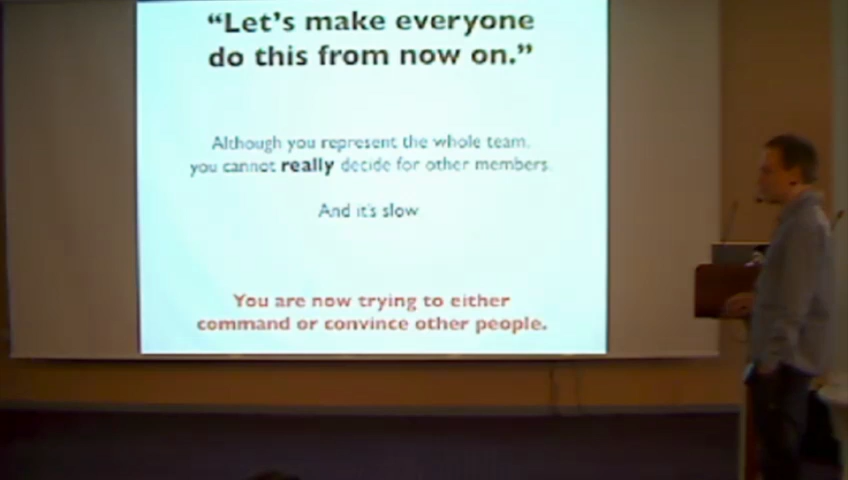 “Let’s make everyone
do this from now on.”
Although you represent the whole team,
you cannot really decide for other members.
And it’s slow
You are now trying to either
command or convince other people.